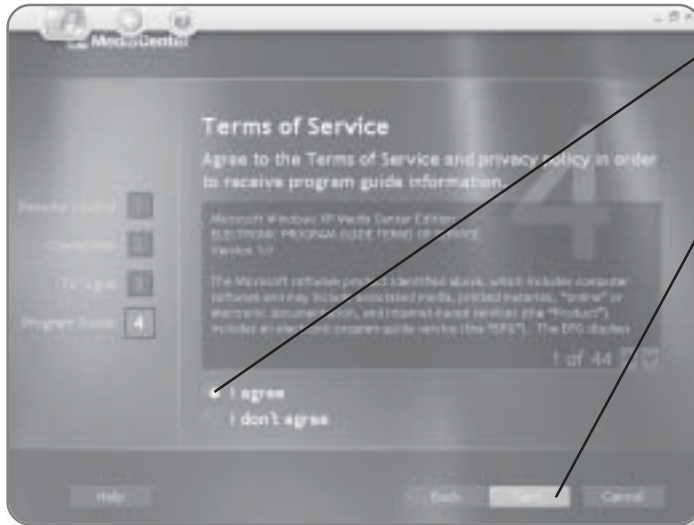 Media Center
Terms of Service
Agree to the Terms of Service and privacy policy in order
to receive program guide information.
Microsoft Windows XP Media Center Edition
ELECTRONIC PROGRAM GUIDE TERMS OF SERVICE
Version 1.0
The Microsoft software product identified above, which includes computer
software and may include associated media, printed materials, "online" or
electronic documentation, and Internet based services (the "Product")
includes an electronic program guide service (the "EPG"). The EPG displays
1 of 44
Remote Control 1
2
3
Program Guide 4
I agree
I don't agree
Help
Back
Next
Cancel